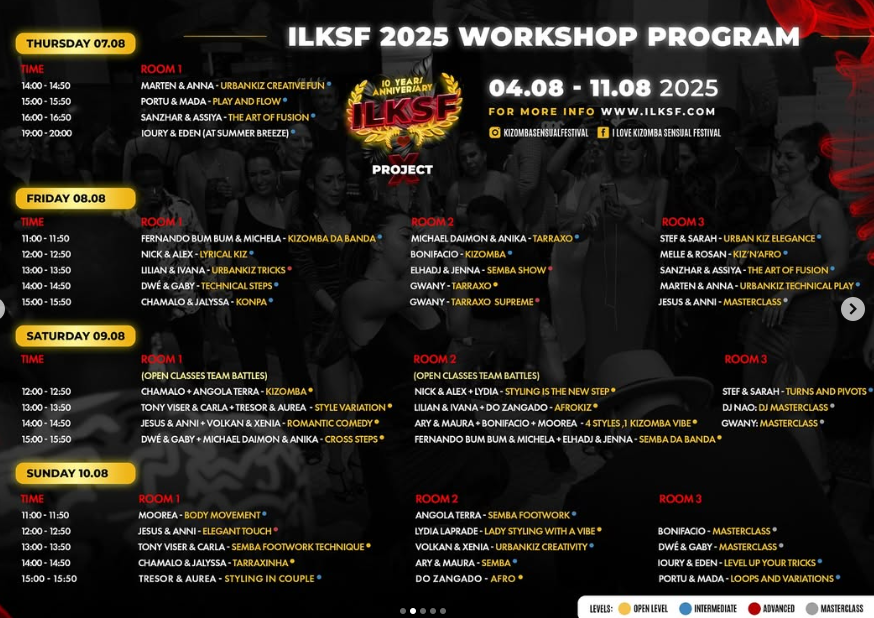 ILKSF 2025 WORKSHOP PROGRAM
10 YEARS
ANNIVERSARY
ILKSF
PROJECT
04.08 - 11.08 2025
FOR MORE INFO WWW.ILKSF.COM
KIZOMBASENSUALFESTIVAL I LOVE KIZOMBA SENSUAL FESTIVAL
THURSDAY 07.08
TIME ROOM 1
14:00 - 14:50 MARTEN & ANNA - URBANKIZ CREATIVE FUN
15:00 - 15:50 PORTU & MADA - PLAY AND FLOW
16:00 - 16:50 SANZHAR & ASSIYA - THE ART OF FUSION
19:00 - 20:00 IOURY & EDEN (AT SUMMER BREEZE)
FRIDAY 08.08
TIME ROOM 1 ROOM 2 ROOM 3
11:00 - 11:50 FERNANDO BUM BUM & MICHELA - KIZOMBA DA BANDA MICHAEL DAIMON & ANIKA - TARRAXO STEF & SARAH - URBAN KIZ ELEGANCE
12:00 - 12:50 NICK & ALEX - LYRICAL KIZ BONIFACIO - KIZOMBA MELLE & ROSAN - KIZ'N'AFRO
13:00 - 13:50 LILIAN & IVANA - URBANKIZ TRICKS ELHADJ & JENNA - SEMBA SHOW SANZHAR & ASSIYA - THE ART OF FUSION
14:00 - 14:50 DWÉ & GABY - TECHNICAL STEPS GWANY - TARRAXO MARTEN & ANNA - URBANKIZ TECHNICAL PLAY
15:00 - 15:50 CHAMALO & JALYSSA - KONPA GWANY - TARRAXO SUPREME JESUS & ANNI - MASTERCLASS
SATURDAY 09.08
TIME ROOM 1 ROOM 2 ROOM 3
(OPEN CLASSES TEAM BATTLES) (OPEN CLASSES TEAM BATTLES)
12:00 - 12:50 CHAMALO + ANGOLA TERRA - KIZOMBA NICK & ALEX + LYDIA - STYLING IS THE NEW STEP STEF & SARAH - TURNS AND PIVOTS
13:00 - 13:50 TONY VISER & CARLA + TRESOR & AUREA - STYLE VARIATION LILIAN & IVANA + DO ZANGADO - AFROKIZ DJ NAO: DJ MASTERCLASS
14:00 - 14:50 JESUS & ANNI + VOLKAN & XENIA - ROMANTIC COMEDY ARY & MAURA + BONIFACIO + MOOREA - 4 STYLES ,1 KIZOMBA VIBE GWANY: MASTERCLASS
15:00 - 15:50 DWÉ & GABY + MICHAEL DAIMON & ANIKA - CROSS STEPS FERNANDO BUM BUM & MICHELA + ELHADJ & JENNA - SEMBA DA BANDA
SUNDAY 10.08
TIME ROOM 1 ROOM 2 ROOM 3
11:00 - 11:50 MOOREA - BODY MOVEMENT ANGOLA TERRA - SEMBA FOOTWORK
12:00 - 12:50 JESUS & ANNI - ELEGANT TOUCH LYDIA LAPRADE - LADY STYLING WITH A VIBE BONIFACIO - MASTERCLASS
13:00 - 13:50 TONY VISER & CARLA - SEMBA FOOTWORK TECHNIQUE VOLKAN & XENIA - URBANKIZ CREATIVITY DWÉ & GABY - MASTERCLASS
14:00 - 14:50 CHAMALO & JALYSSA - TARRAXINHA ARY & MAURA - SEMBA IOURY & EDEN - LEVEL UP YOUR TRICKS
15:00 - 15:50 TRESOR & AUREA - STYLING IN COUPLE DO ZANGADO - AFRO PORTU & MADA - LOOPS AND VARIATIONS
LEVELS: OPEN LEVEL INTERMEDIATE ADVANCED MASTERCLASS